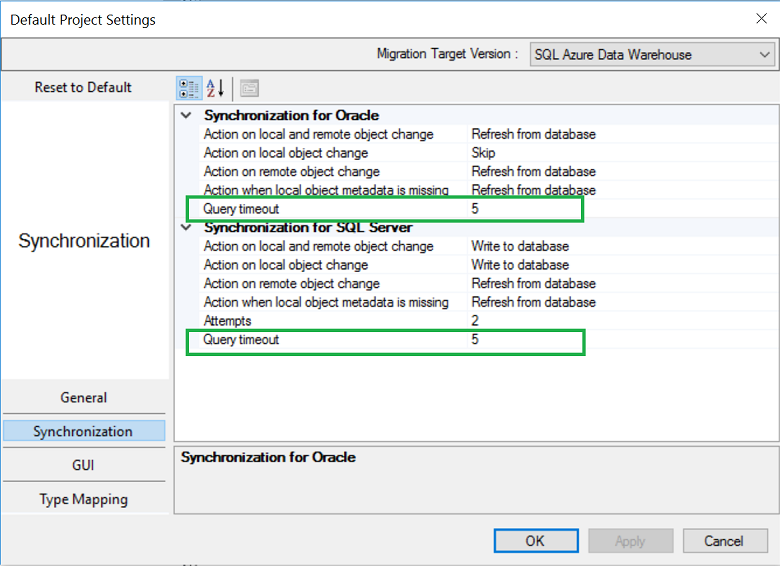 Default Project Settings
Migration Target Version : SQL Azure Data Warehouse
Reset to Default
Synchronization
General
Synchronization
GUI
Type Mapping
Synchronization for Oracle
Action on local and remote object change Refresh from database
Action on local object change Skip
Action on remote object change Refresh from database
Action when local object metadata is missing Refresh from database
Query timeout 5
Synchronization for SQL Server
Action on local and remote object change Write to database
Action on local object change Write to database
Action on remote object change Refresh from database
Action when local object metadata is missing Refresh from database
Attempts 2
Query timeout 5
Synchronization for Oracle
OK Apply Cancel